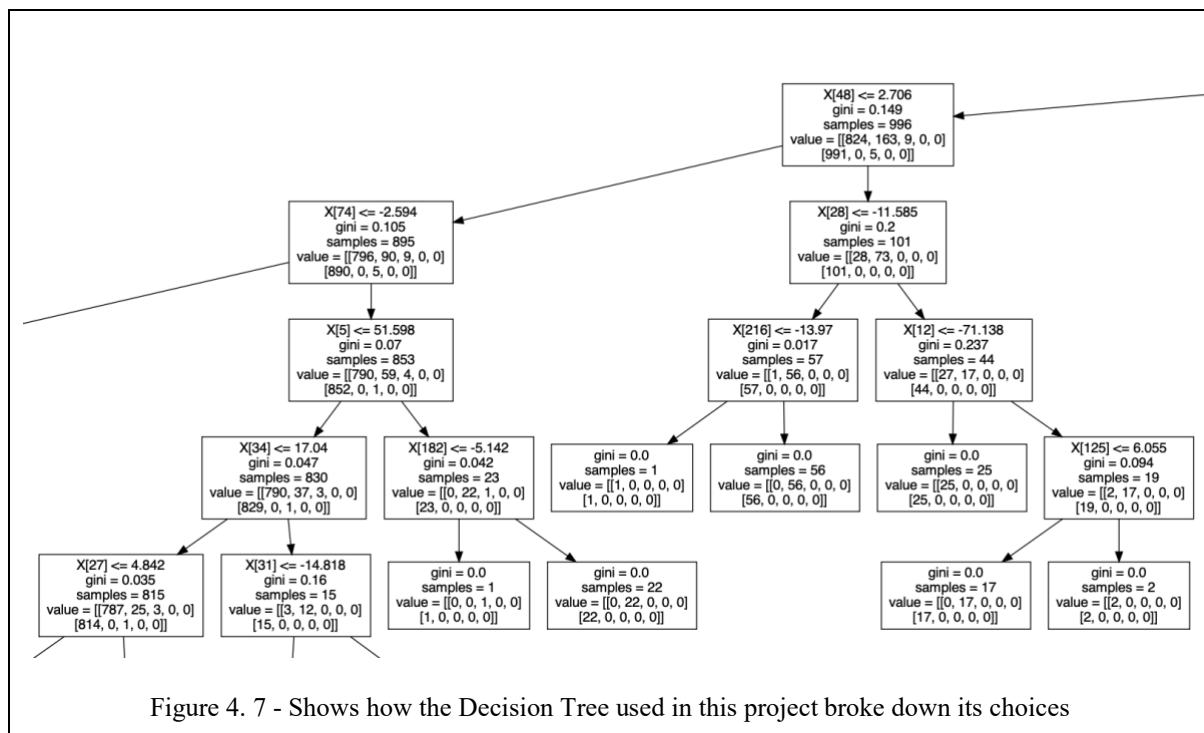 X[48] <= 2.706
gini = 0.149
samples = 996
value = [[824, 163, 9, 0, 0]
[991, 0, 5, 0, 0]]
X[74] <= -2.594
gini = 0.105
samples = 895
value = [[796, 90, 9, 0, 0]
[890, 0, 5, 0, 0]]
X[28] <= -11.585
gini = 0.2
samples = 101
value = [[28, 73, 0, 0, 0]
[101, 0, 0, 0, 0]]
X[5] <= 51.598
gini = 0.07
samples = 853
value = [[790, 59, 4, 0, 0]
[852, 0, 1, 0, 0]]
X[216] <= -13.97
gini = 0.017
samples = 57
value = [[1, 56, 0, 0, 0]
[57, 0, 0, 0, 0]]
X[12] <= -71.138
gini = 0.237
samples = 44
value = [[27, 17, 0, 0, 0]
[44, 0, 0, 0, 0]]
X[34] <= 17.04
gini = 0.047
samples = 830
value = [[790, 37, 3, 0, 0]
[829, 0, 1, 0, 0]]
X[182] <= -5.142
gini = 0.042
samples = 23
value = [[0, 22, 1, 0, 0]
[23, 0, 0, 0, 0]]
gini = 0.0
samples = 1
value = [[1, 0, 0, 0, 0]
[1, 0, 0, 0, 0]]
gini = 0.0
samples = 56
value = [[0, 56, 0, 0, 0]
[56, 0, 0, 0, 0]]
gini = 0.0
samples = 25
value = [[25, 0, 0, 0, 0]
[25, 0, 0, 0, 0]]
X[125] <= 6.055
gini = 0.094
samples = 19
value = [[2, 17, 0, 0, 0]
[19, 0, 0, 0, 0]]
X[27] <= 4.842
gini = 0.035
samples = 815
value = [[787, 25, 3, 0, 0]
[814, 0, 1, 0, 0]]
X[31] <= -14.818
gini = 0.16
samples = 15
value = [[3, 12, 0, 0, 0]
[15, 0, 0, 0, 0]]
gini = 0.0
samples = 1
value = [[0, 0, 1, 0, 0]
[1, 0, 0, 0, 0]]
gini = 0.0
samples = 22
value = [[0, 22, 0, 0, 0]
[22, 0, 0, 0, 0]]
gini = 0.0
samples = 17
value = [[0, 17, 0, 0, 0]
[17, 0, 0, 0, 0]]
gini = 0.0
samples = 2
value = [[2, 0, 0, 0, 0]
[2, 0, 0, 0, 0]]
Figure 4. 7 - Shows how the Decision Tree used in this project broke down its choices